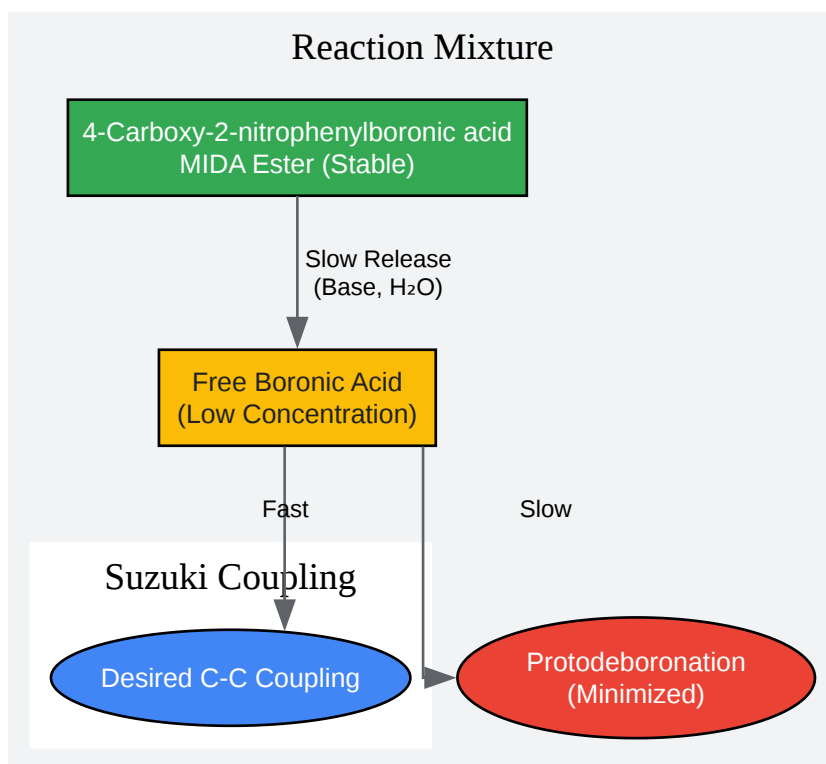 Reaction Mixture
4-Carboxy-2-nitrophenylboronic acid
MIDA Ester (Stable)
Slow Release
(Base, H₂O)
Free Boronic Acid
(Low Concentration)
Fast
Slow
Suzuki Coupling
Desired C-C Coupling
Protodeboronation
(Minimized)